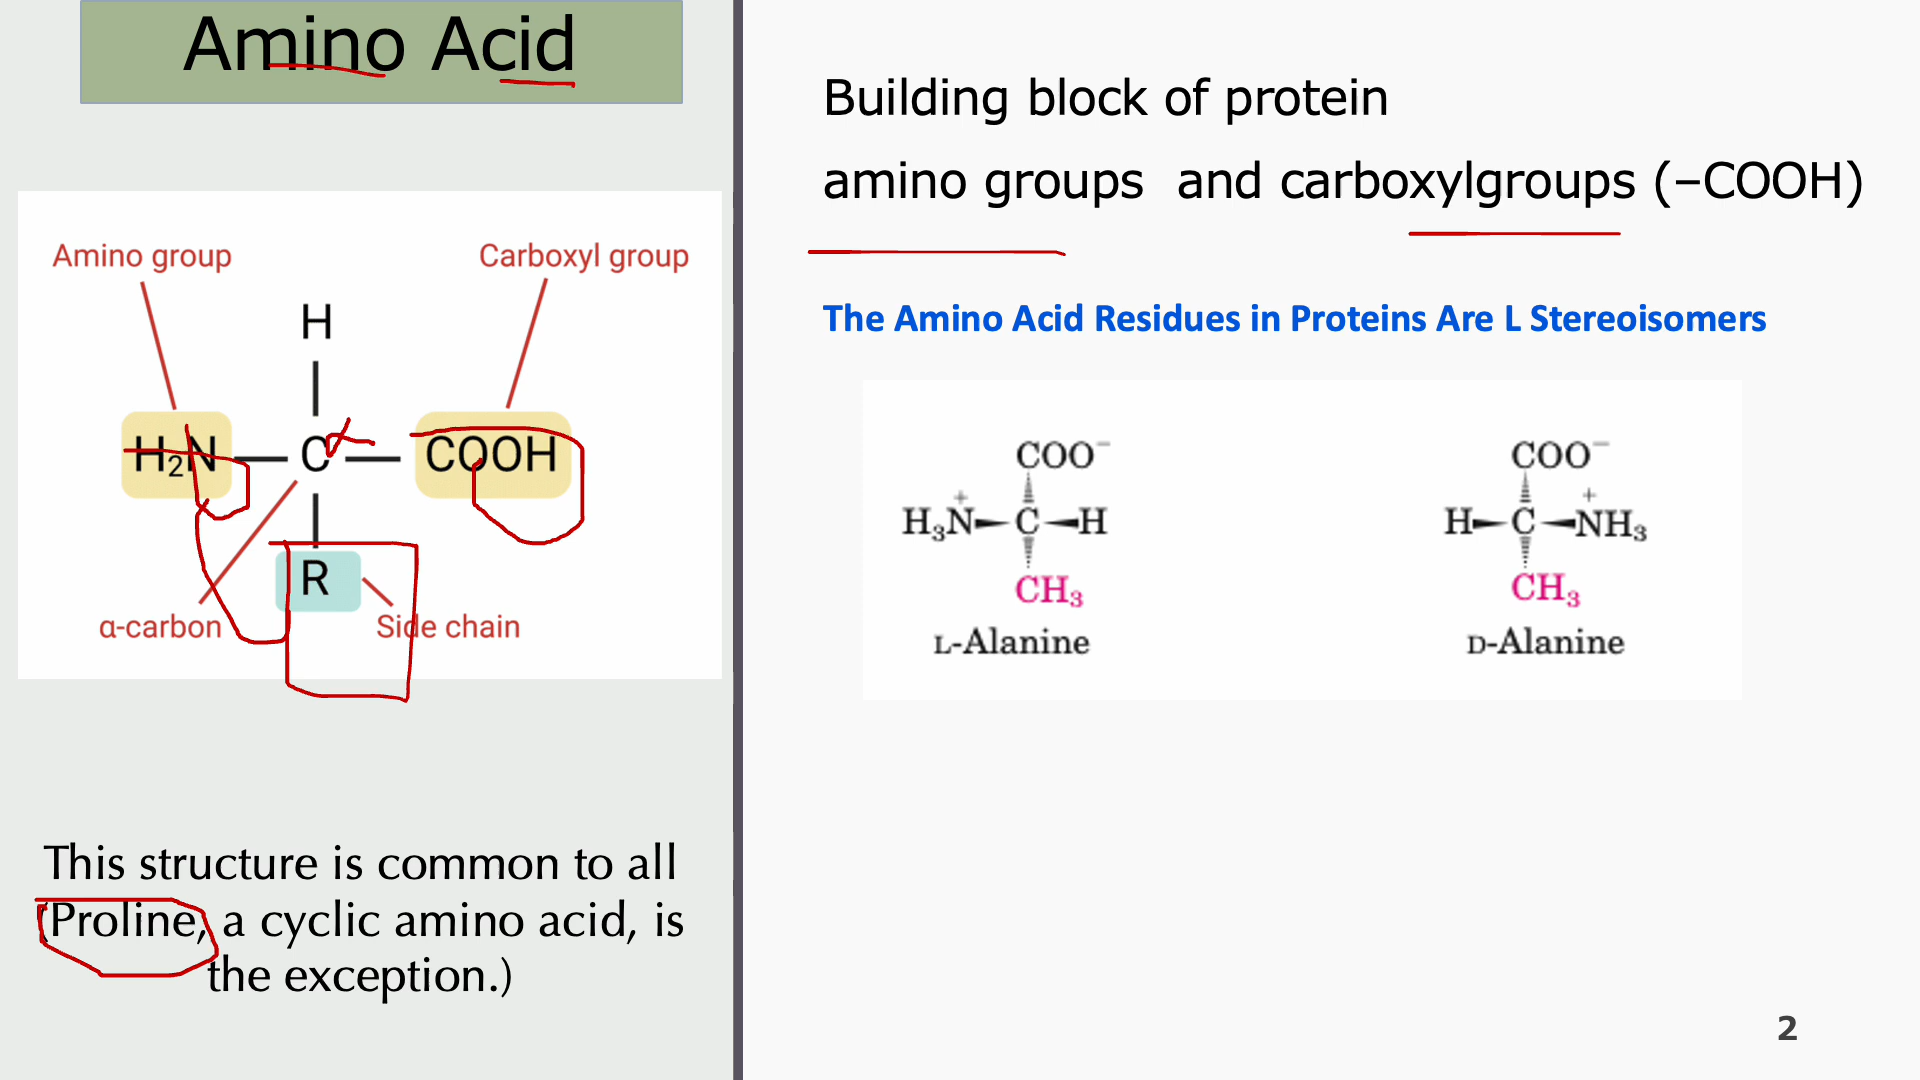 Amino Acid
Amino group
Carboxyl group
H
H₂N
C
COOH
R
α-carbon
Side chain
This structure is common to all
(Proline, a cyclic amino acid, is
the exception.)
Building block of protein
amino groups and carboxylgroups (–COOH)
The Amino Acid Residues in Proteins Are L Stereoisomers
COO⁻
H₃N⁺ C H
CH₃
L-Alanine
COO⁻
H C ⁺NH₃
CH₃
D-Alanine
2